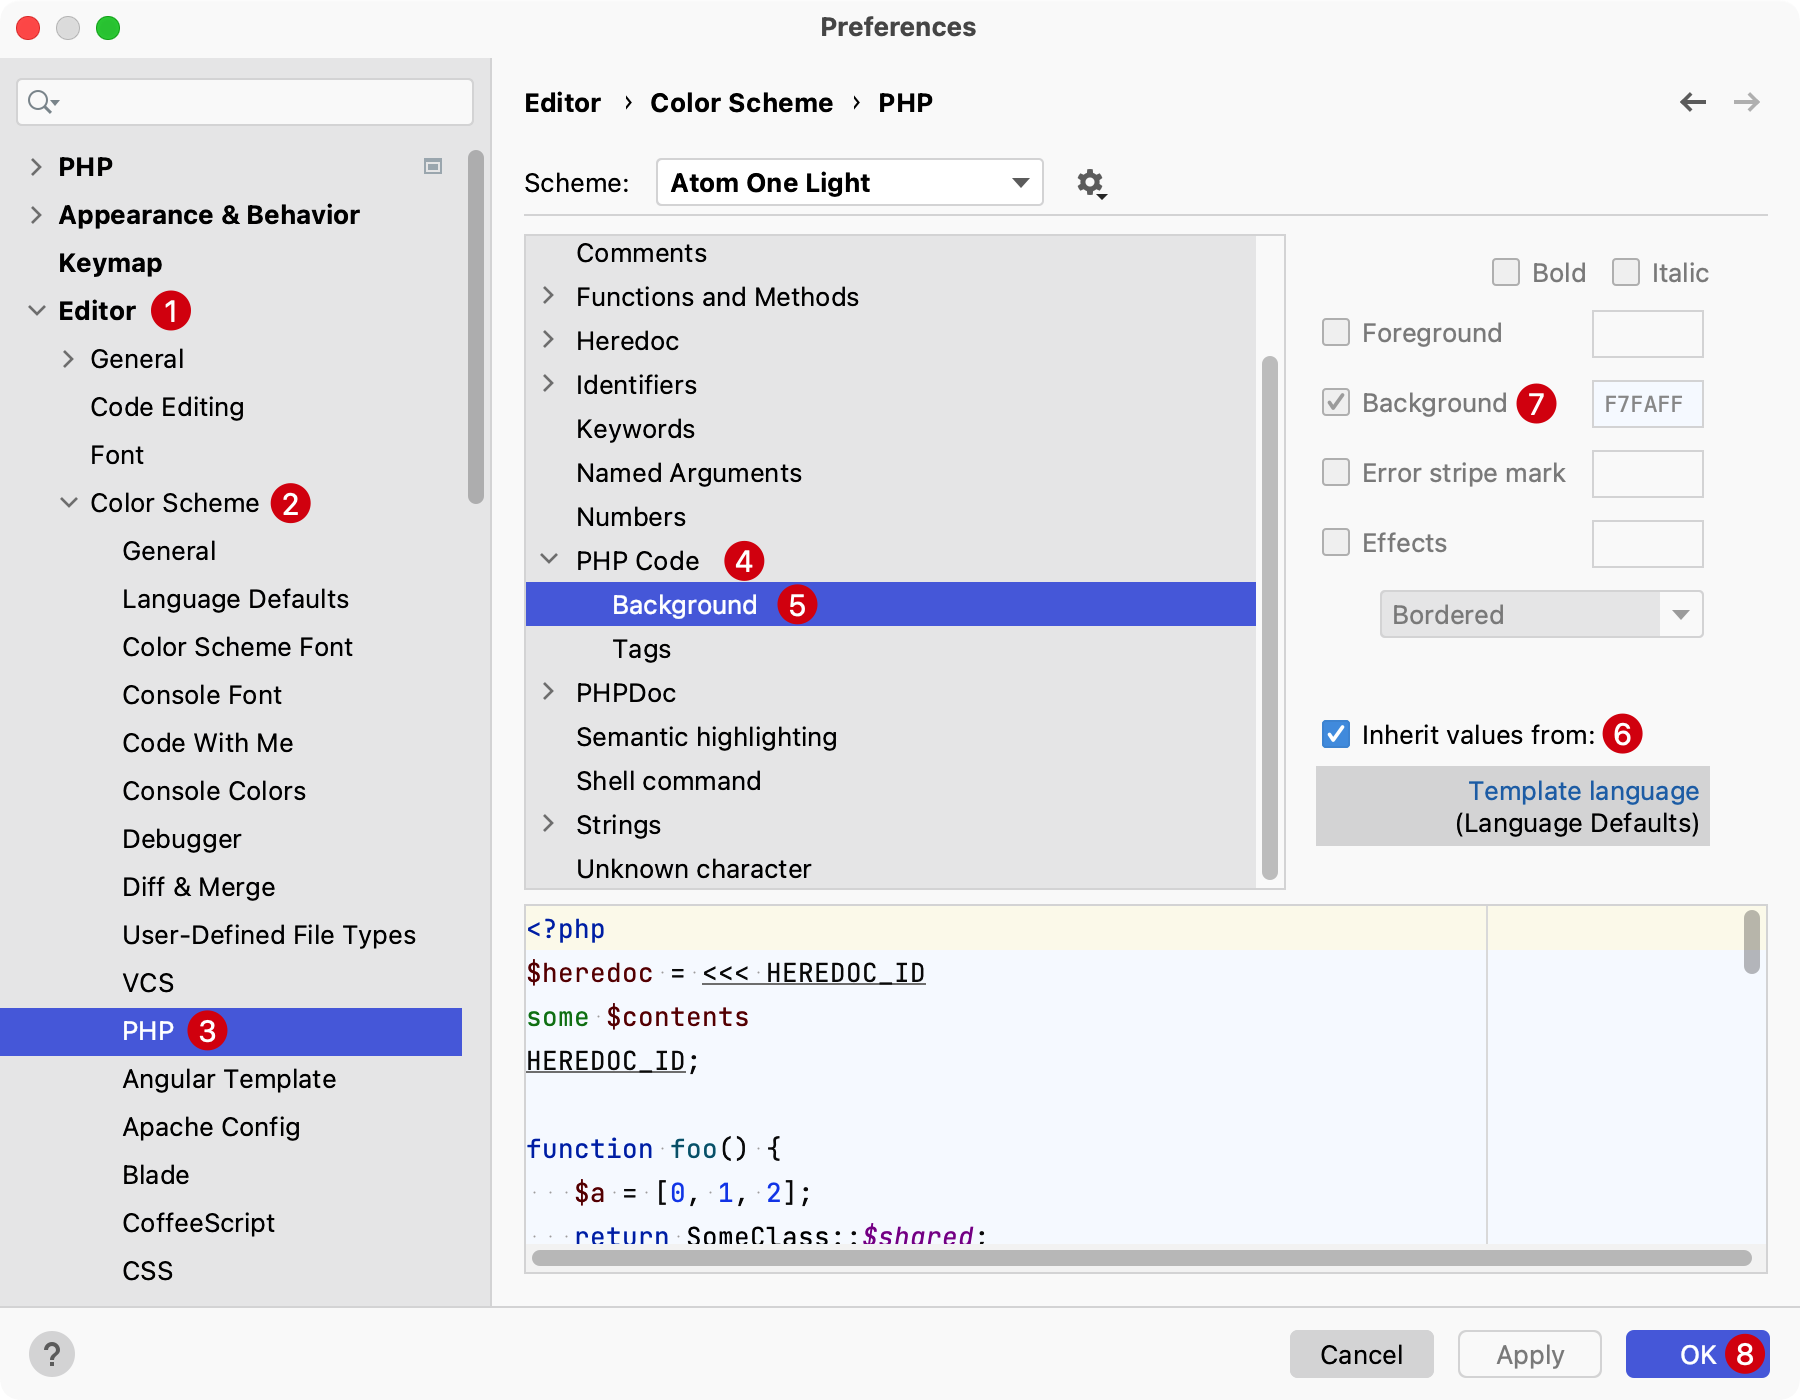 Preferences
PHP
Appearance & Behavior
Keymap
Editor 1
General
Code Editing
Font
Color Scheme 2
General
Language Defaults
Color Scheme Font
Console Font
Code With Me
Console Colors
Debugger
Diff & Merge
User-Defined File Types
VCS
PHP 3
Angular Template
Apache Config
Blade
CoffeeScript
CSS
Editor › Color Scheme › PHP
Scheme: Atom One Light
Comments
Functions and Methods
Heredoc
Identifiers
Keywords
Named Arguments
Numbers
PHP Code 4
Background 5
Tags
PHPDoc
Semantic highlighting
Shell command
Strings
Unknown character
Bold Italic
Foreground
Background 7 F7FAFF
Error stripe mark
Effects
Bordered
Inherit values from: 6
Template language
(Language Defaults)
<?php
$heredoc = <<< HEREDOC_ID
some $contents
HEREDOC_ID;
function foo() {
$a = [0, 1, 2];
return SomeClass::$shared;
? Cancel Apply OK 8